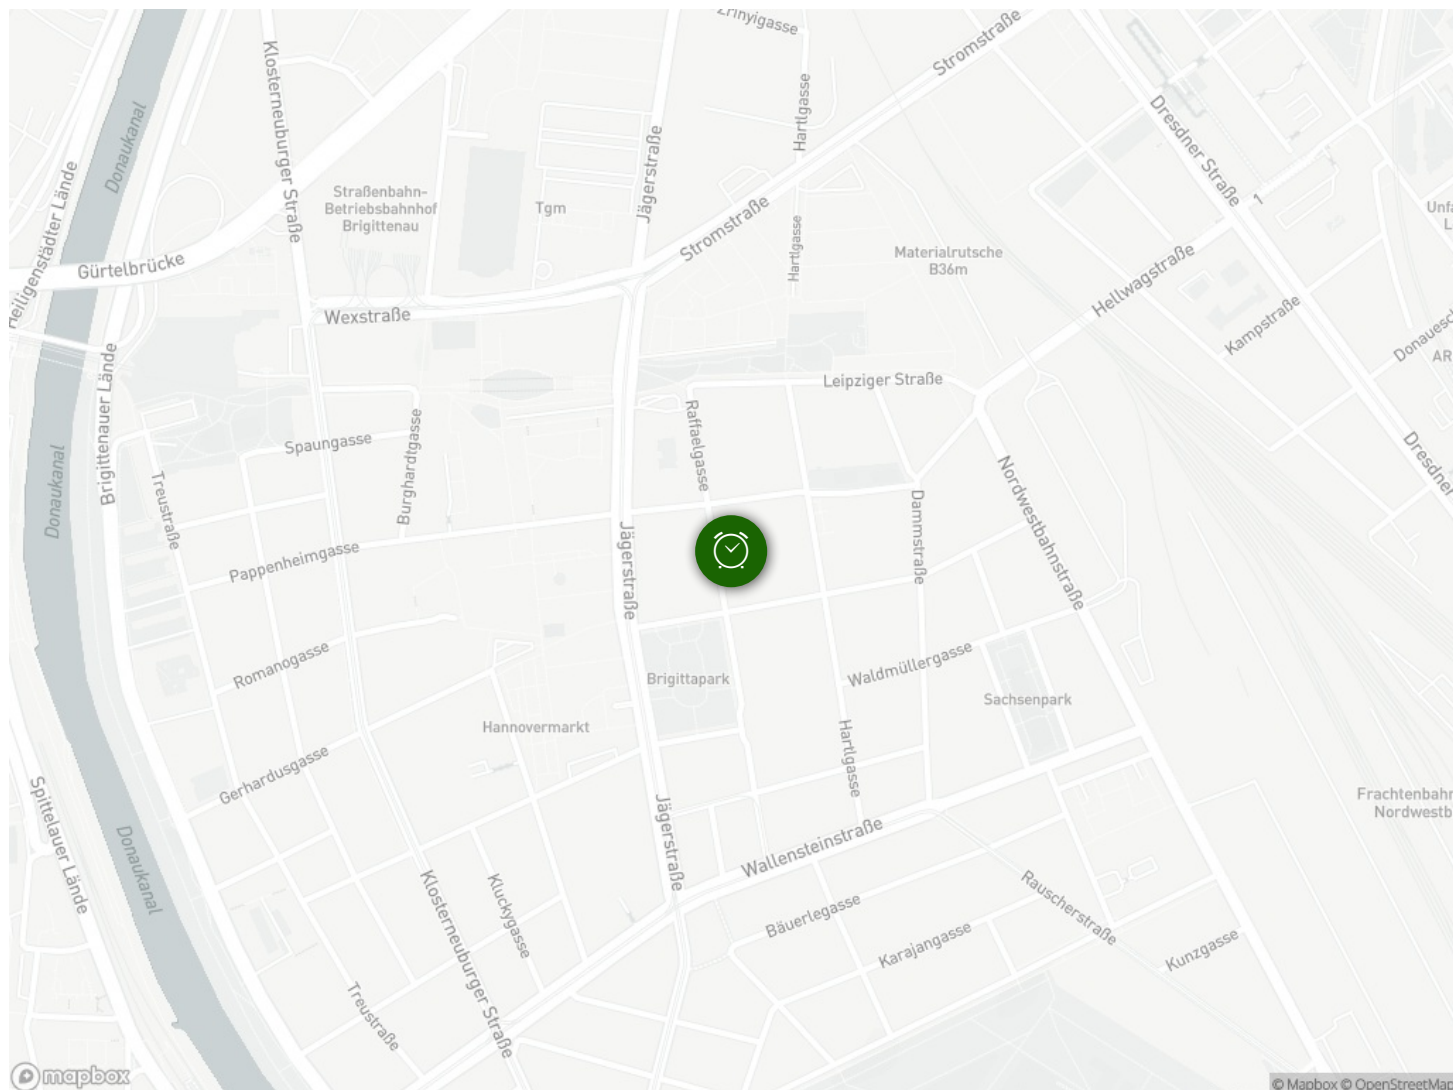 Zrinyigasse
Stromstraße
Klosterneuburger Straße
Donaukanal
Hartlgasse
Dresdner Straße
Jägerstraße
Heiligenstädter Lände
Straßenbahn-
Betriebsbahnhof
Brigittenau
Tgm
1
Stromstraße
Hartlgasse
Materialrutsche
B36m
Gürtelbrücke
Hellwagstraße
Wexstraße
Kampstraße
Brigittenauer Lände
Leipziger Straße
AR
Spaungasse
Burghardtgasse
Raffaelgasse
Donaukanal
Treustraße
Nordwestbahnstraße
Dammstraße
Jägerstraße
Pappenheimgasse
Romanogasse
Brigittapark
Waldmüllergasse
Sachsenpark
Hannovermarkt
Hartlgasse
Gerhardusgasse
Spittelauer Lände
Jägerstraße
Donaukanal
Wallensteinstraße
Klosterneuburger Straße
Kluckygasse
Bäuerlegasse
Rauscherstraße
Karajangasse
Kunzgasse
Treustraße
mapbox
© Mapbox © OpenStreetMap